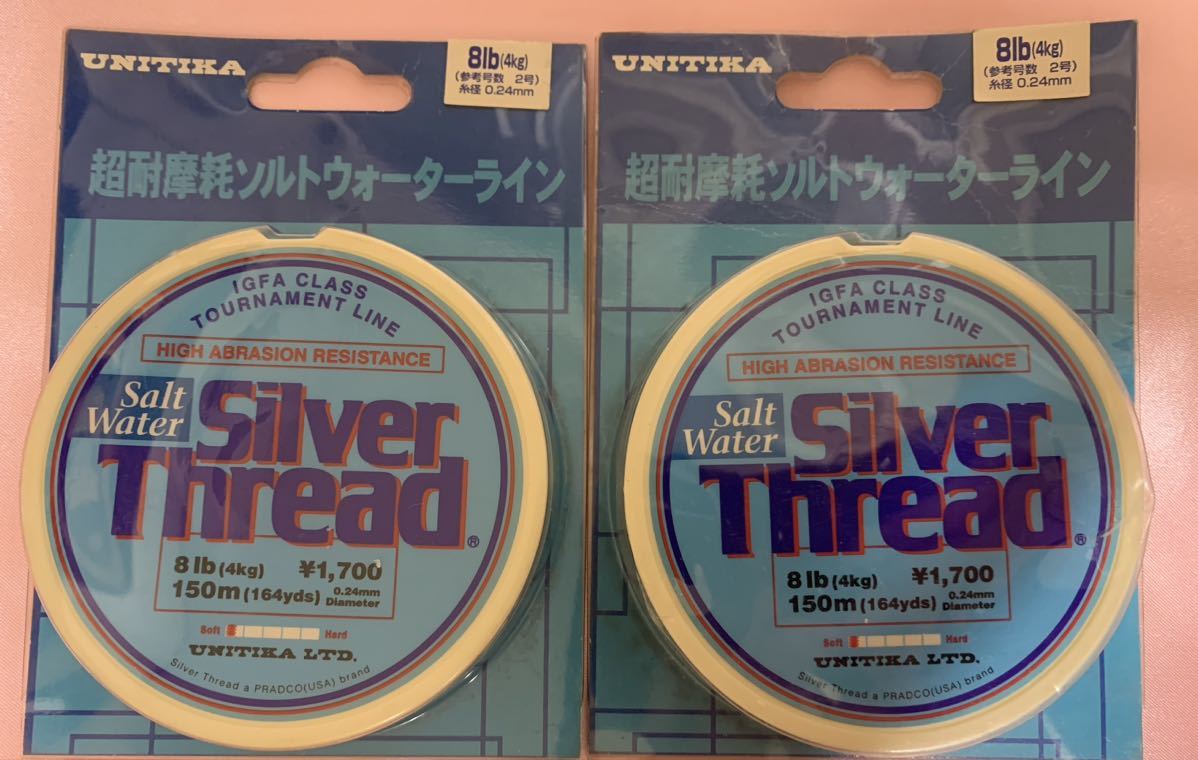 UNITIKA
8lb(4kg)
(参考号数 2号)
糸径 0.24mm
超耐摩耗ソルトウォーターライン
IGFA CLASS
TOURNAMENT LINE
HIGH ABRASION RESISTANCE
Salt
Water
Silver
Thread®
8 lb (4kg) ¥1,700
150m (164yds) 0.24mm
Diameter
Soft Hard
UNITIKA LTD.
Silver Thread a PRADCO(USA) brand
UNITIKA
8lb(4kg)
(参考号数 2号)
糸径 0.24mm
超耐摩耗ソルトウォーターライン
IGFA CLASS
TOURNAMENT LINE
HIGH ABRASION RESISTANCE
Salt
Water
Silver
Thread®
8 lb (4kg) ¥1,700
150m (164yds) 0.24mm
Diameter
Soft Hard
UNITIKA LTD.
Silver Thread a PRADCO(USA) brand